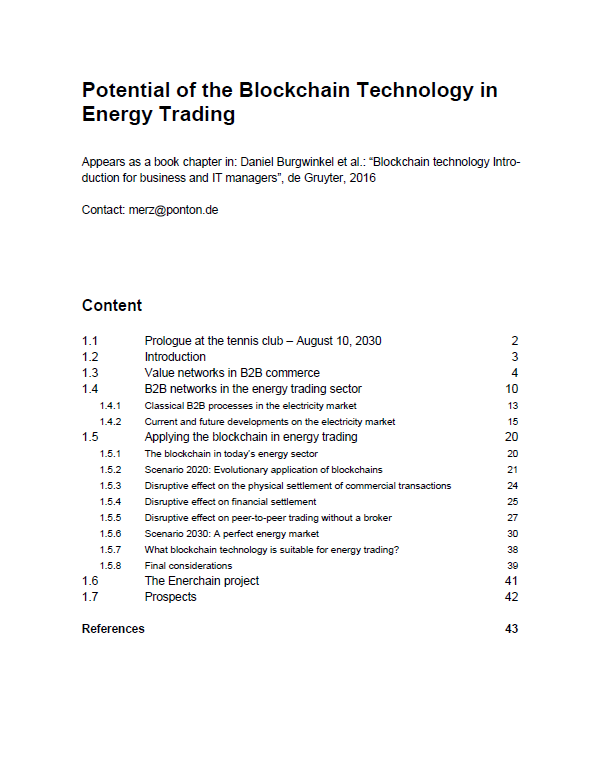 Potential of the Blockchain Technology in
Energy Trading
Appears as a book chapter in: Daniel Burgwinkel et al.: “Blockchain technology Intro-
duction for business and IT managers”, de Gruyter, 2016
Contact: merz@ponton.de
Content
1.1 Prologue at the tennis club – August 10, 2030 2
1.2 Introduction 3
1.3 Value networks in B2B commerce 4
1.4 B2B networks in the energy trading sector 10
1.4.1 Classical B2B processes in the electricity market 13
1.4.2 Current and future developments on the electricity market 15
1.5 Applying the blockchain in energy trading 20
1.5.1 The blockchain in today’s energy sector 20
1.5.2 Scenario 2020: Evolutionary application of blockchains 21
1.5.3 Disruptive effect on the physical settlement of commercial transactions 24
1.5.4 Disruptive effect on financial settlement 25
1.5.5 Disruptive effect on peer-to-peer trading without a broker 27
1.5.6 Scenario 2030: A perfect energy market 30
1.5.7 What blockchain technology is suitable for energy trading? 38
1.5.8 Final considerations 39
1.6 The Enerchain project 41
1.7 Prospects 42
References 43